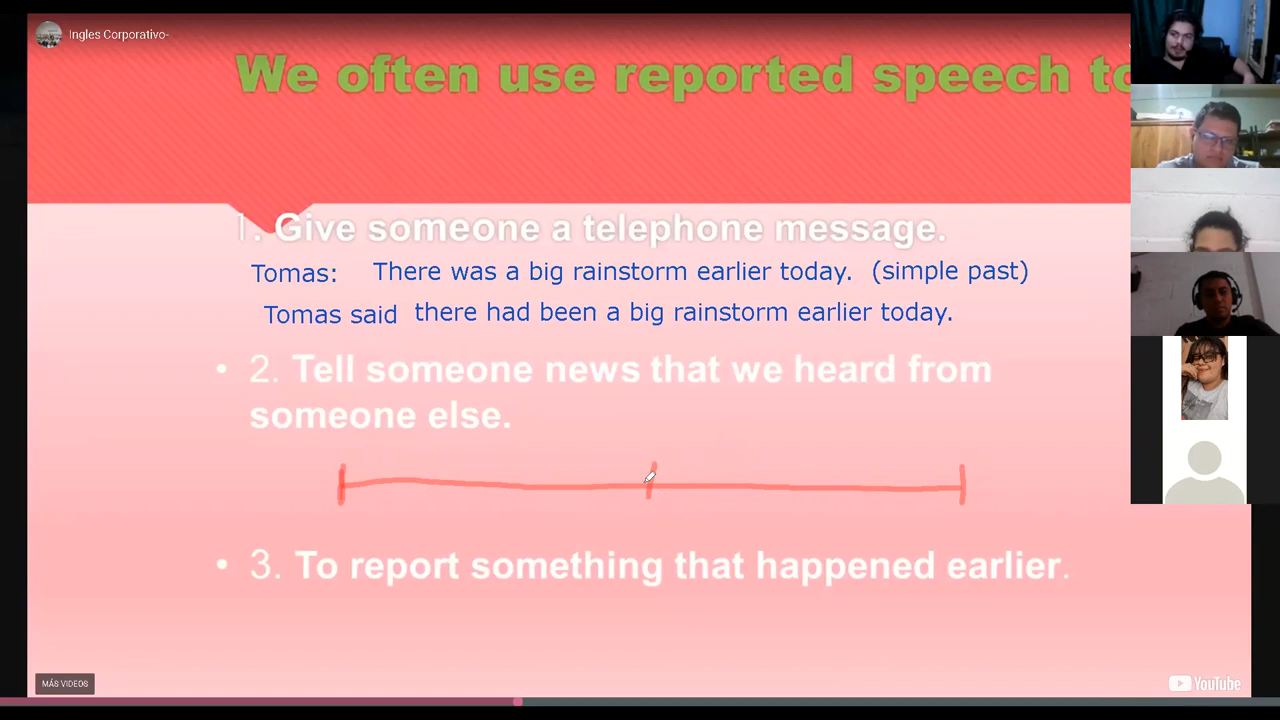 Ingles Corporativo-
We often use reported speech to
1. Give someone a telephone message.
Tomas: There was a big rainstorm earlier today. (simple past)
Tomas said there had been a big rainstorm earlier today.
• 2. Tell someone news that we heard from
someone else.
• 3. To report something that happened earlier.
MÁS VIDEOS
YouTube